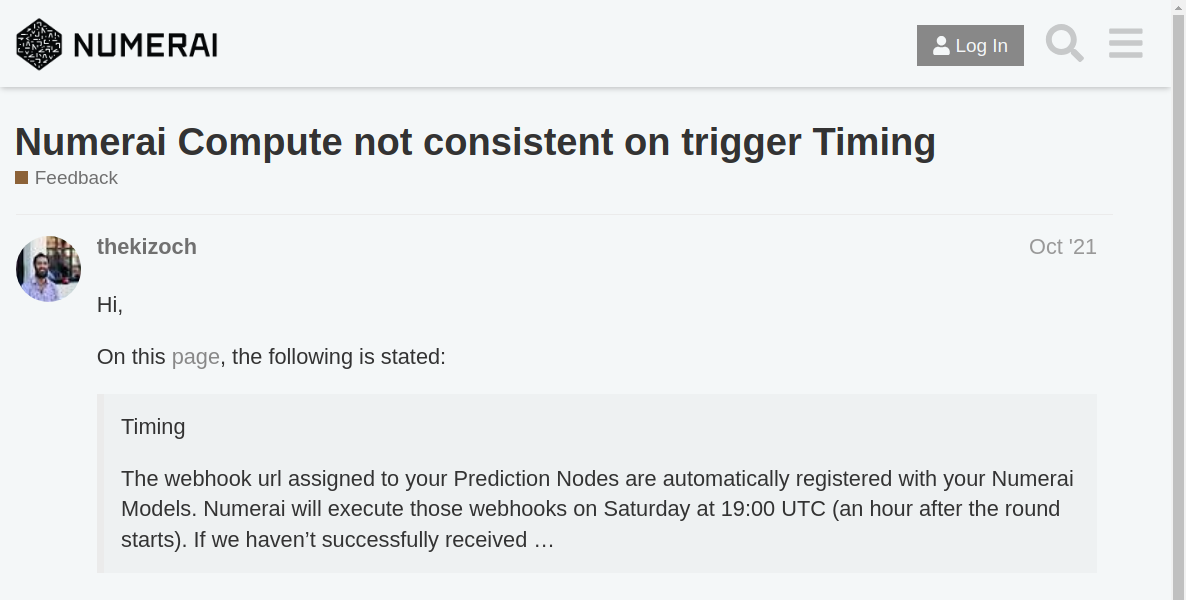 NUMERAI
Log In
Numerai Compute not consistent on trigger Timing
Feedback
thekizoch
Oct '21
Hi,
On this page, the following is stated:
Timing
The webhook url assigned to your Prediction Nodes are automatically registered with your Numerai
Models. Numerai will execute those webhooks on Saturday at 19:00 UTC (an hour after the round
starts). If we haven’t successfully received …